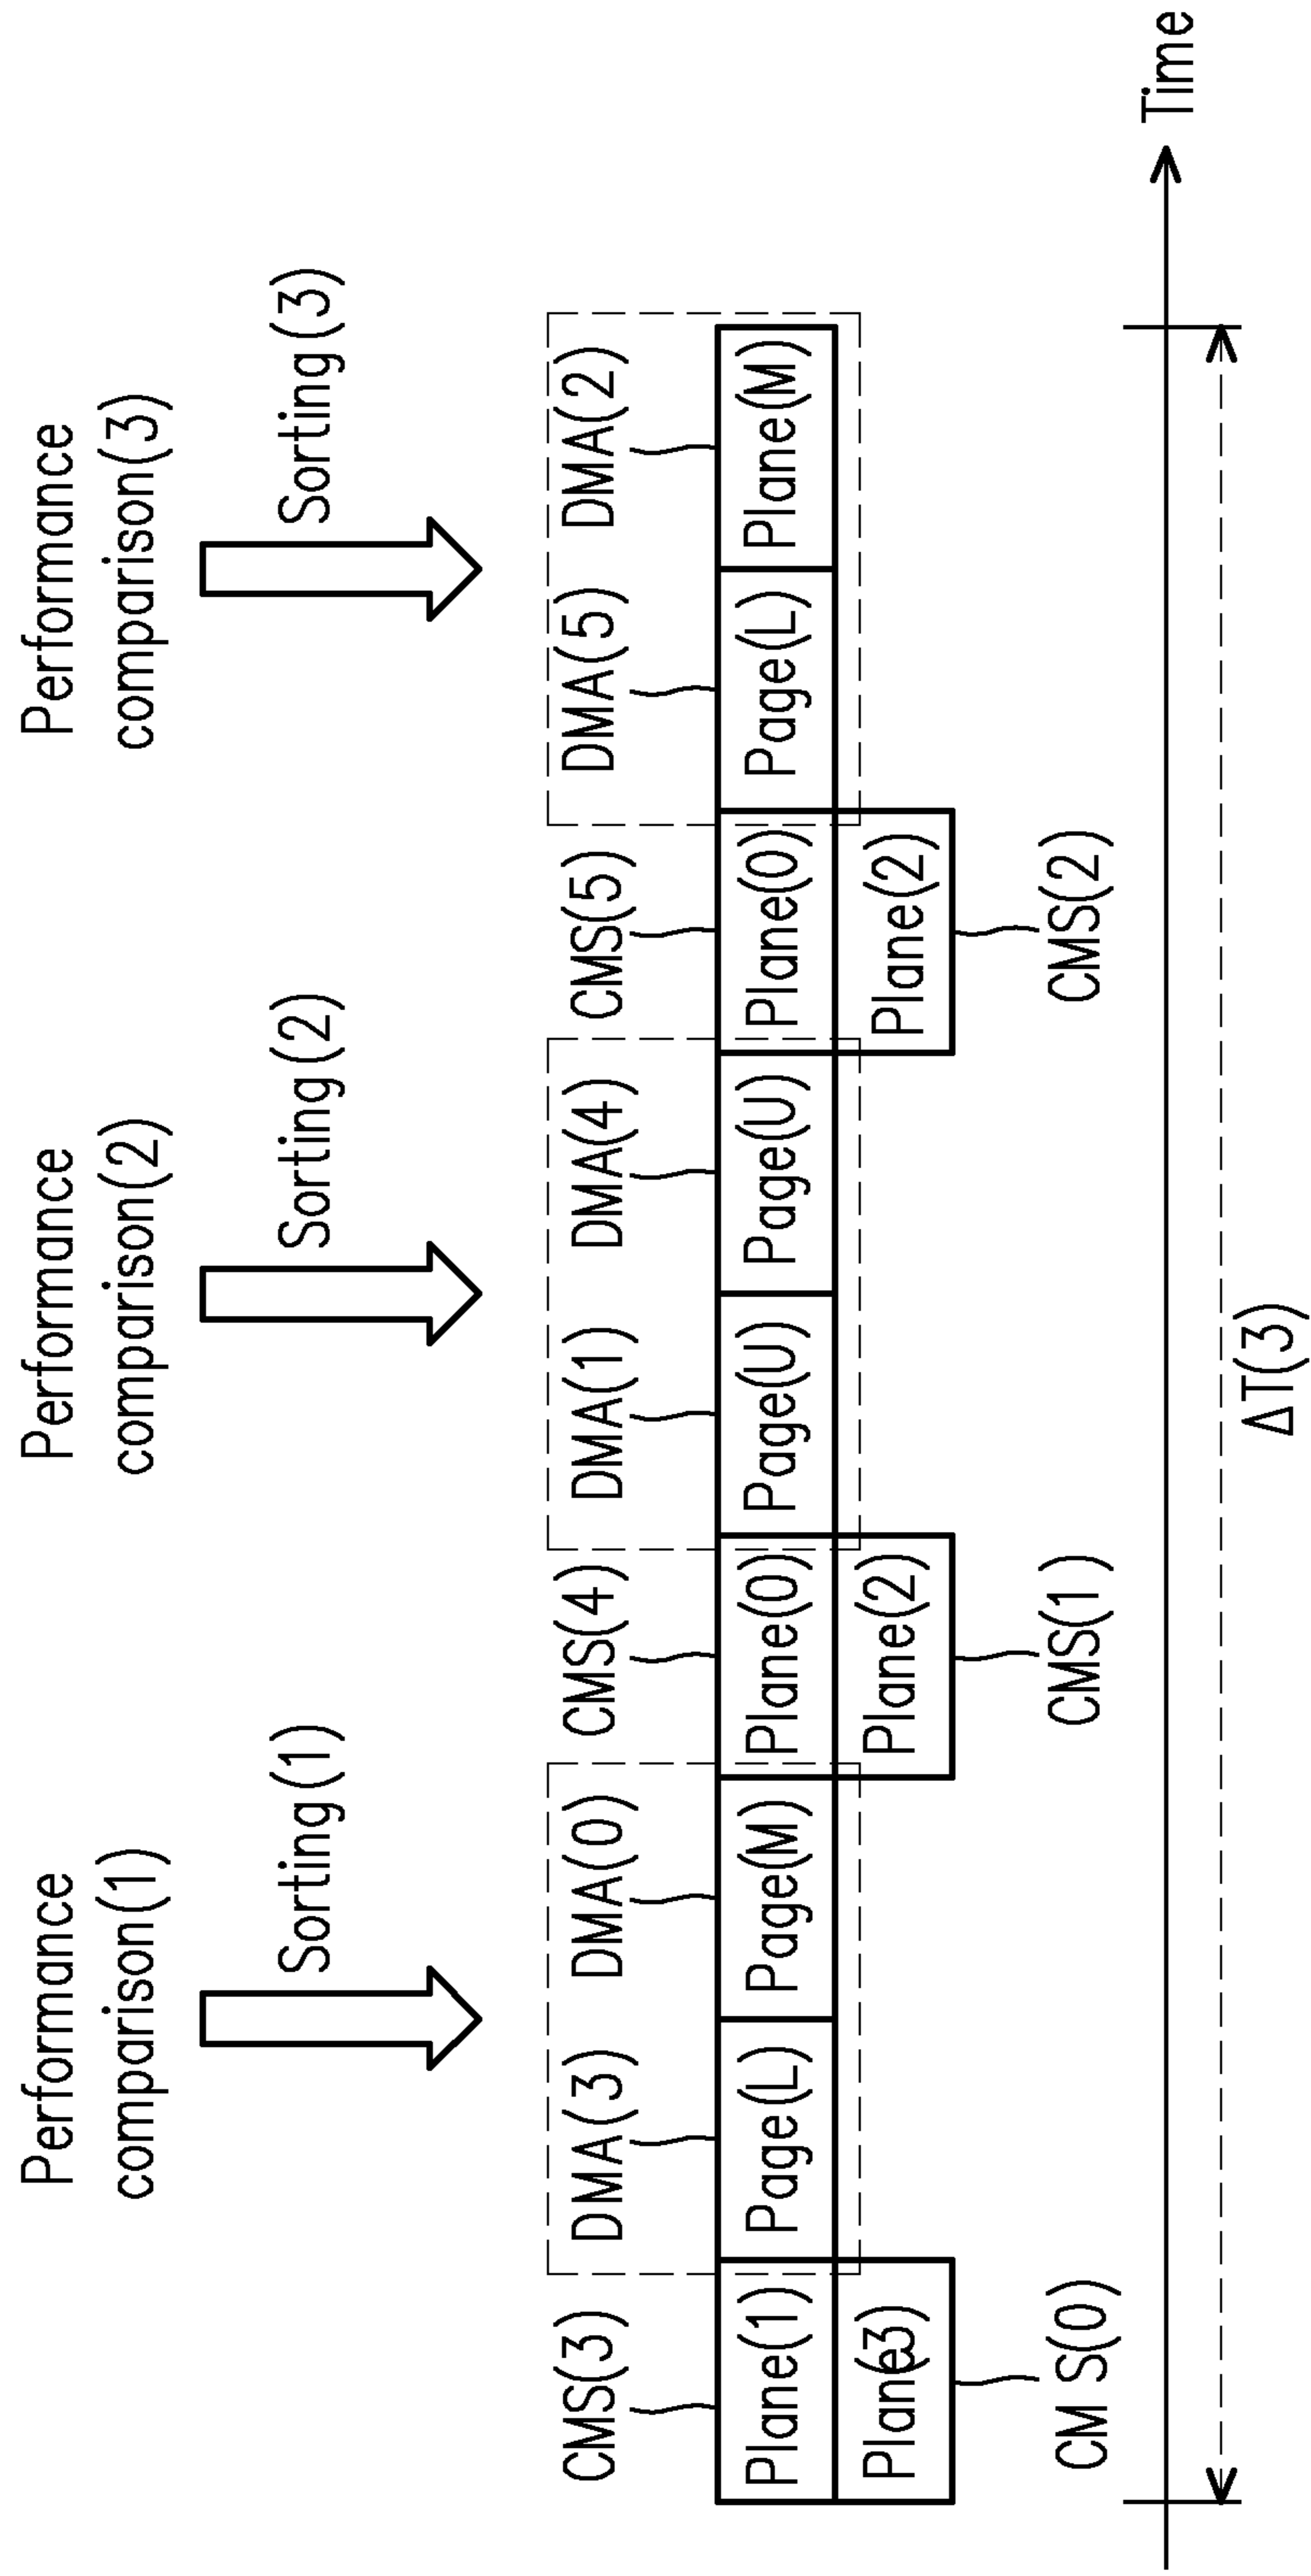 Performance
comparison(1)
Performance
comparison(2)
Performance
comparison(3)
Sorting(1)
Sorting(2)
Sorting(3)
CMS(3)
DMA(3)
DMA(0)
CMS(4)
DMA(1)
DMA(4)
CMS(5)
DMA(5)
DMA(2)
Plane(1)
Page(L)
Page(M)
Plane(0)
Page(U)
Page(U)
Plane(0)
Page(L)
Plane(M)
Plane(3)
Plane(2)
Plane(2)
CM S(0)
CMS(1)
CMS(2)
Time
ΔT(3)